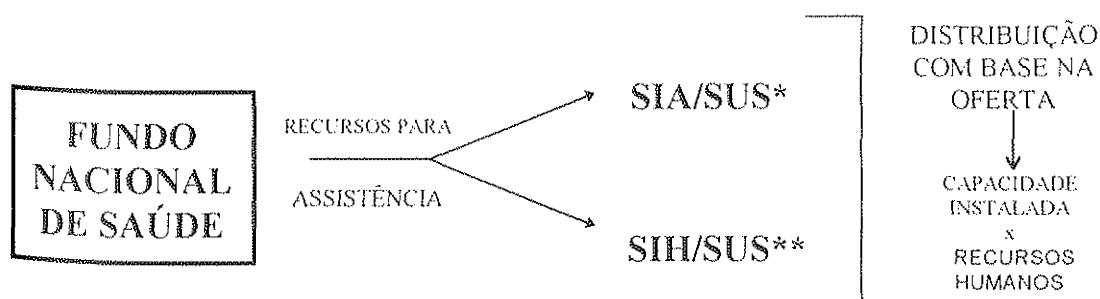 FUNDO
NACIONAL
DE SAÚDE
RECURSOS PARA
ASSISTÊNCIA
SIA/SUS*
SIH/SUS**
DISTRIBUIÇÃO
COM BASE NA
OFERTA
CAPACIDADE
INSTALADA
x
RECURSOS
HUMANOS